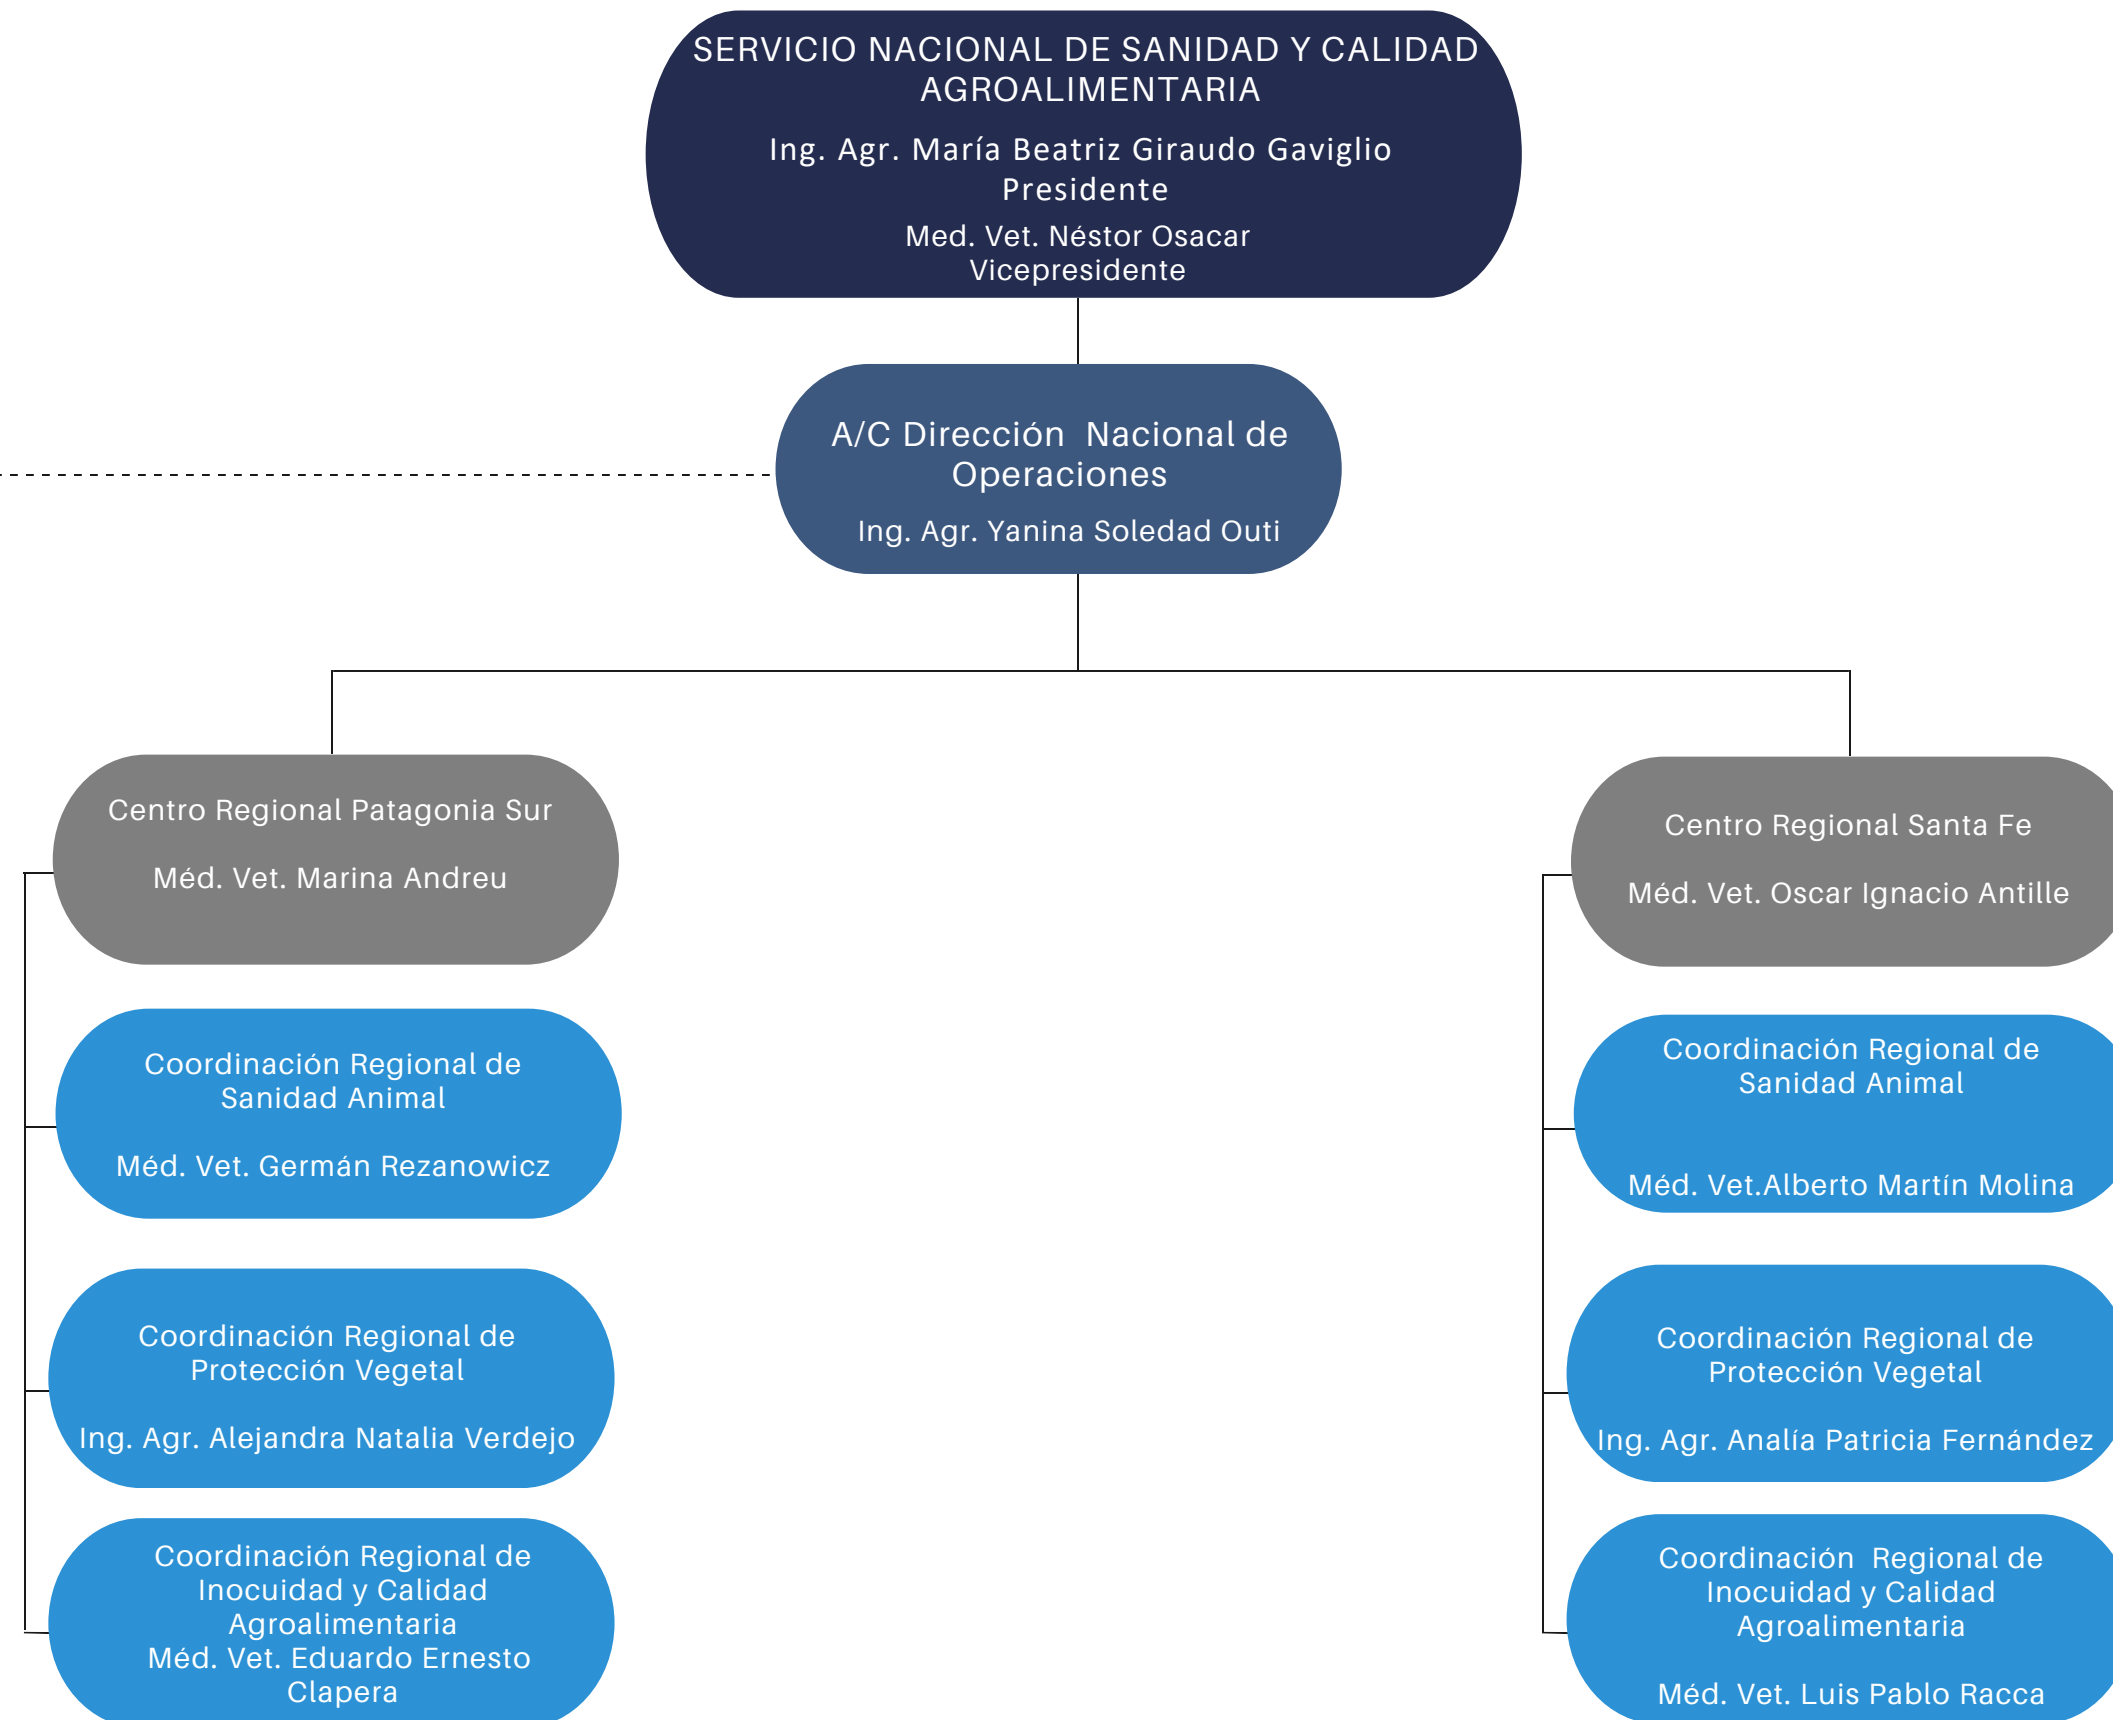 SERVICIO NACIONAL DE SANIDAD Y CALIDAD
AGROALIMENTARIA
Ing. Agr. María Beatriz Giraudo Gaviglio
Presidente
Med. Vet. Néstor Osacar
Vicepresidente
A/C Dirección Nacional de
Operaciones
Ing. Agr. Yanina Soledad Outi
Centro Regional Patagonia Sur
Méd. Vet. Marina Andreu
Coordinación Regional de
Sanidad Animal
Méd. Vet. Germán Rezanowicz
Coordinación Regional de
Protección Vegetal
Ing. Agr. Alejandra Natalia Verdejo
Coordinación Regional de
Inocuidad y Calidad
Agroalimentaria
Méd. Vet. Eduardo Ernesto
Clapera
Centro Regional Santa Fe
Méd. Vet. Oscar Ignacio Antille
Coordinación Regional de
Sanidad Animal
Méd. Vet.Alberto Martín Molina
Coordinación Regional de
Protección Vegetal
Ing. Agr. Analía Patricia Fernández
Coordinación Regional de
Inocuidad y Calidad
Agroalimentaria
Méd. Vet. Luis Pablo Racca